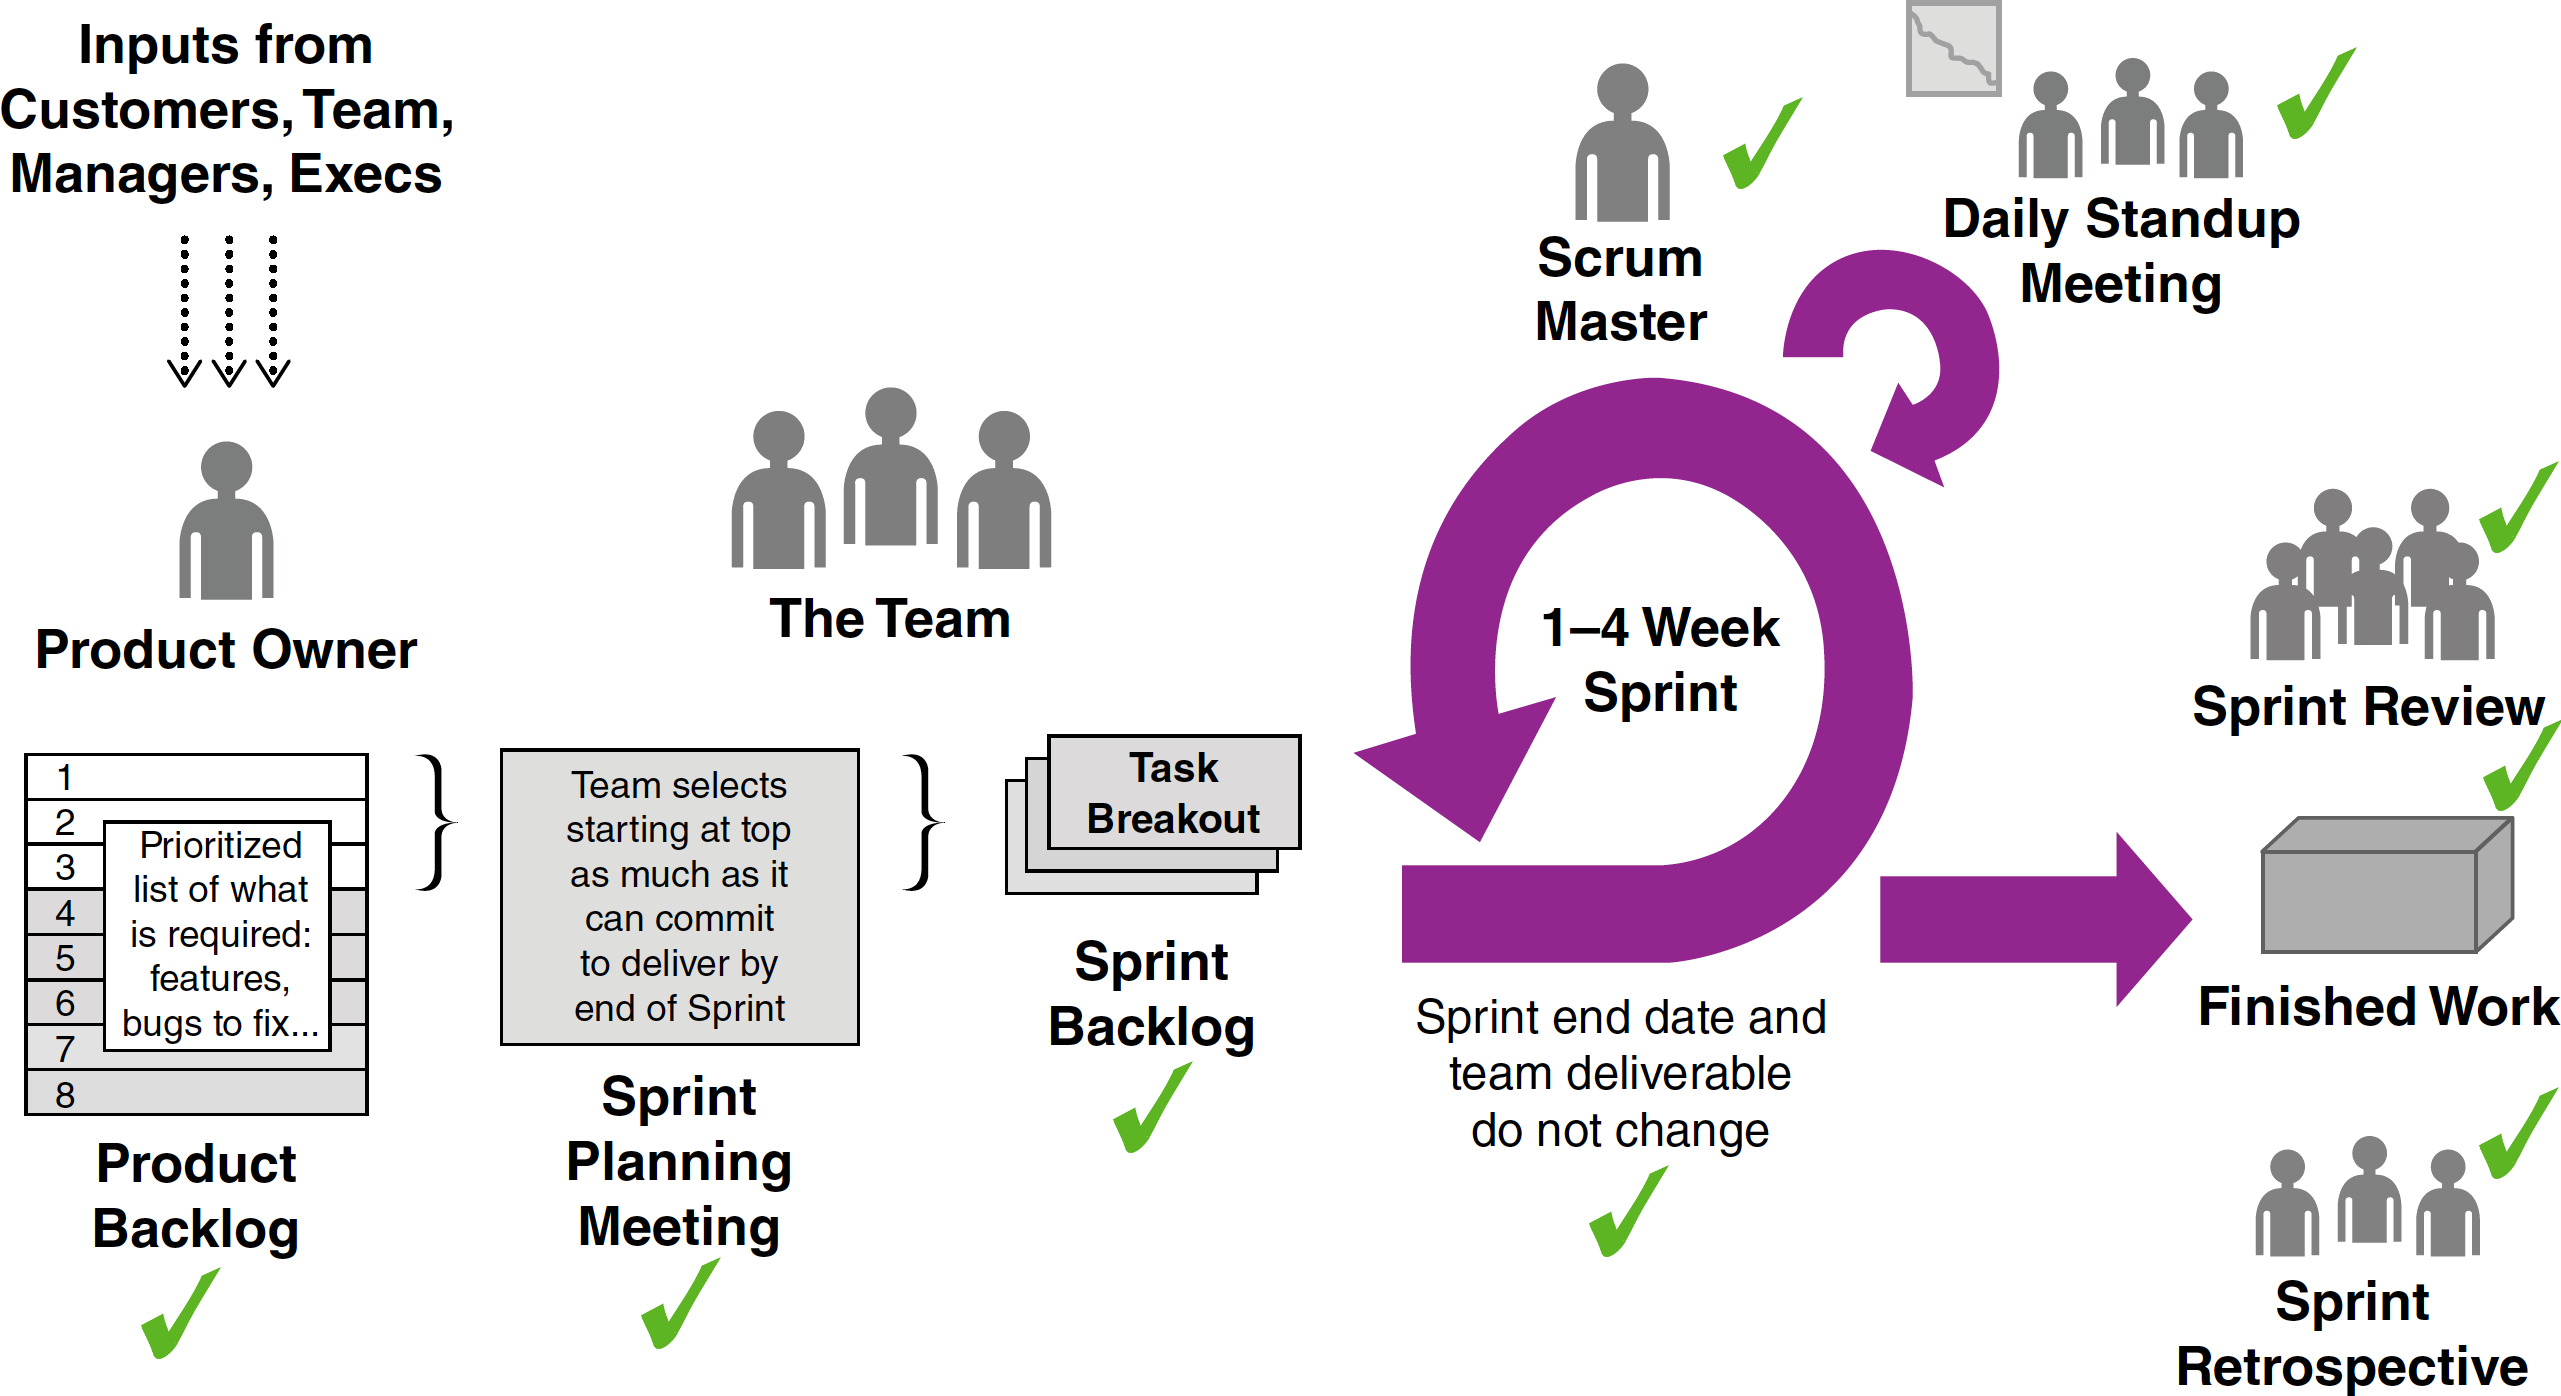 Inputs from
Customers, Team,
Managers, Execs
Product Owner
1
2
3
4
5
6
7
8
Prioritized
list of what
is required:
features,
bugs to fix...
Product
Backlog
The Team
Team selects
starting at top
as much as it
can commit
to deliver by
end of Sprint
Sprint
Planning
Meeting
Task
Breakout
Sprint
Backlog
Scrum
Master
Daily Standup
Meeting
1–4 Week
Sprint
Sprint end date and
team deliverable
do not change
Sprint Review
Finished Work
Sprint
Retrospective